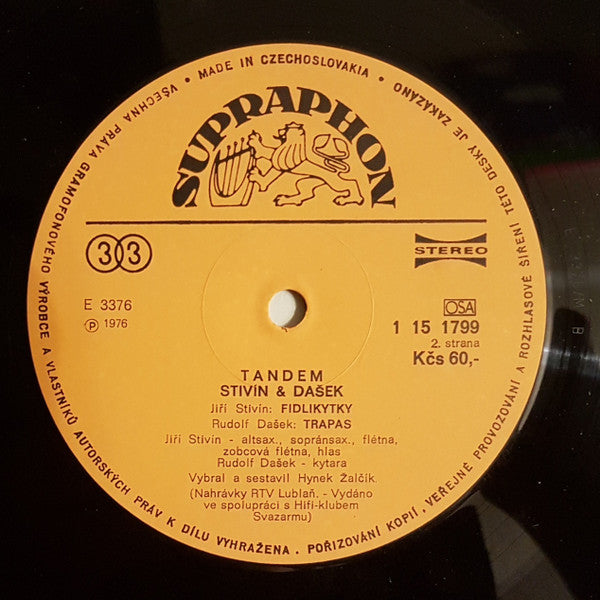 • MADE IN CZECHOSLOVAKIA •
VŠECHNA PRÁVA GRAMOFONOVÉHO VÝROBCE A VLASTNÍKŮ AUTORSKÝCH PRÁV K DÍLU VYHRAŽENA. POŘIZOVÁNÍ KOPIÍ, VEŘEJNÉ PROVOZOVÁNÍ A ROZHLASOVÉ ŠÍŘENÍ TÉTO DESKY JE ZAKÁZÁNO
SUPRAPHON
33
STEREO
E 3376
OSA
Ⓟ 1976
1 15 1799
2. strana
Kčs 60,-
TANDEM
STIVÍN & DAŠEK
Jiří Stivín: FIDLIKYTKY
Rudolf Dašek: TRAPAS
Jiří Stivín - altsax., sopránsax., flétna,
zobcová flétna, hlas
Rudolf Dašek - kytara
Vybral a sestavil Hynek Žalčík.
(Nahrávky RTV Lublaň. - Vydáno
ve spolupráci s Hifi-klubem
Svazarmu)